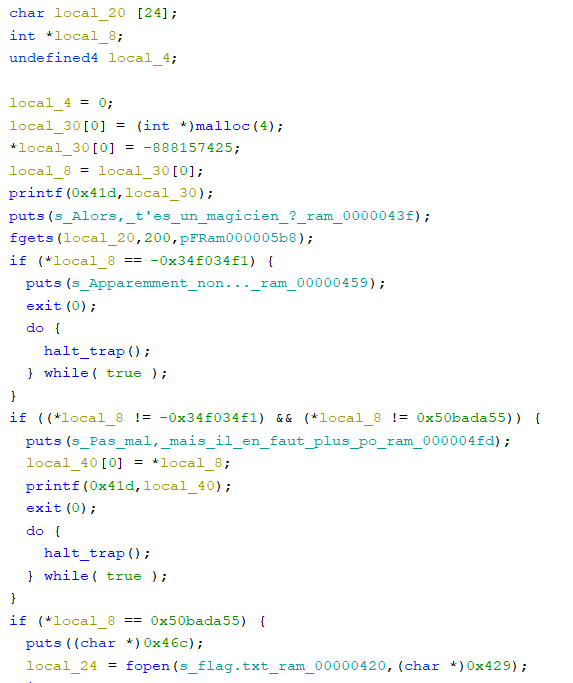 char local_20 [24];
int *local_8;
undefined4 local_4;
local_4 = 0;
local_30[0] = (int *)malloc(4);
*local_30[0] = -888157425;
local_8 = local_30[0];
printf(0x41d,local_30);
puts(s_Alors,_t'es_un_magicien_?_ram_0000043f);
fgets(local_20,200,pFRam000005b8);
if (*local_8 == -0x34f034f1) {
puts(s_Apparemment_non..._ram_00000459);
exit(0);
do {
halt_trap();
} while( true );
}
if ((*local_8 != -0x34f034f1) && (*local_8 != 0x50bada55)) {
puts(s_Pas_mal,_mais_il_en_faut_plus_po_ram_000004fd);
local_40[0] = *local_8;
printf(0x41d,local_40);
exit(0);
do {
halt_trap();
} while( true );
}
if (*local_8 == 0x50bada55) {
puts((char *)0x46c);
local_24 = fopen(s_flag.txt_ram_00000420,(char *)0x429);